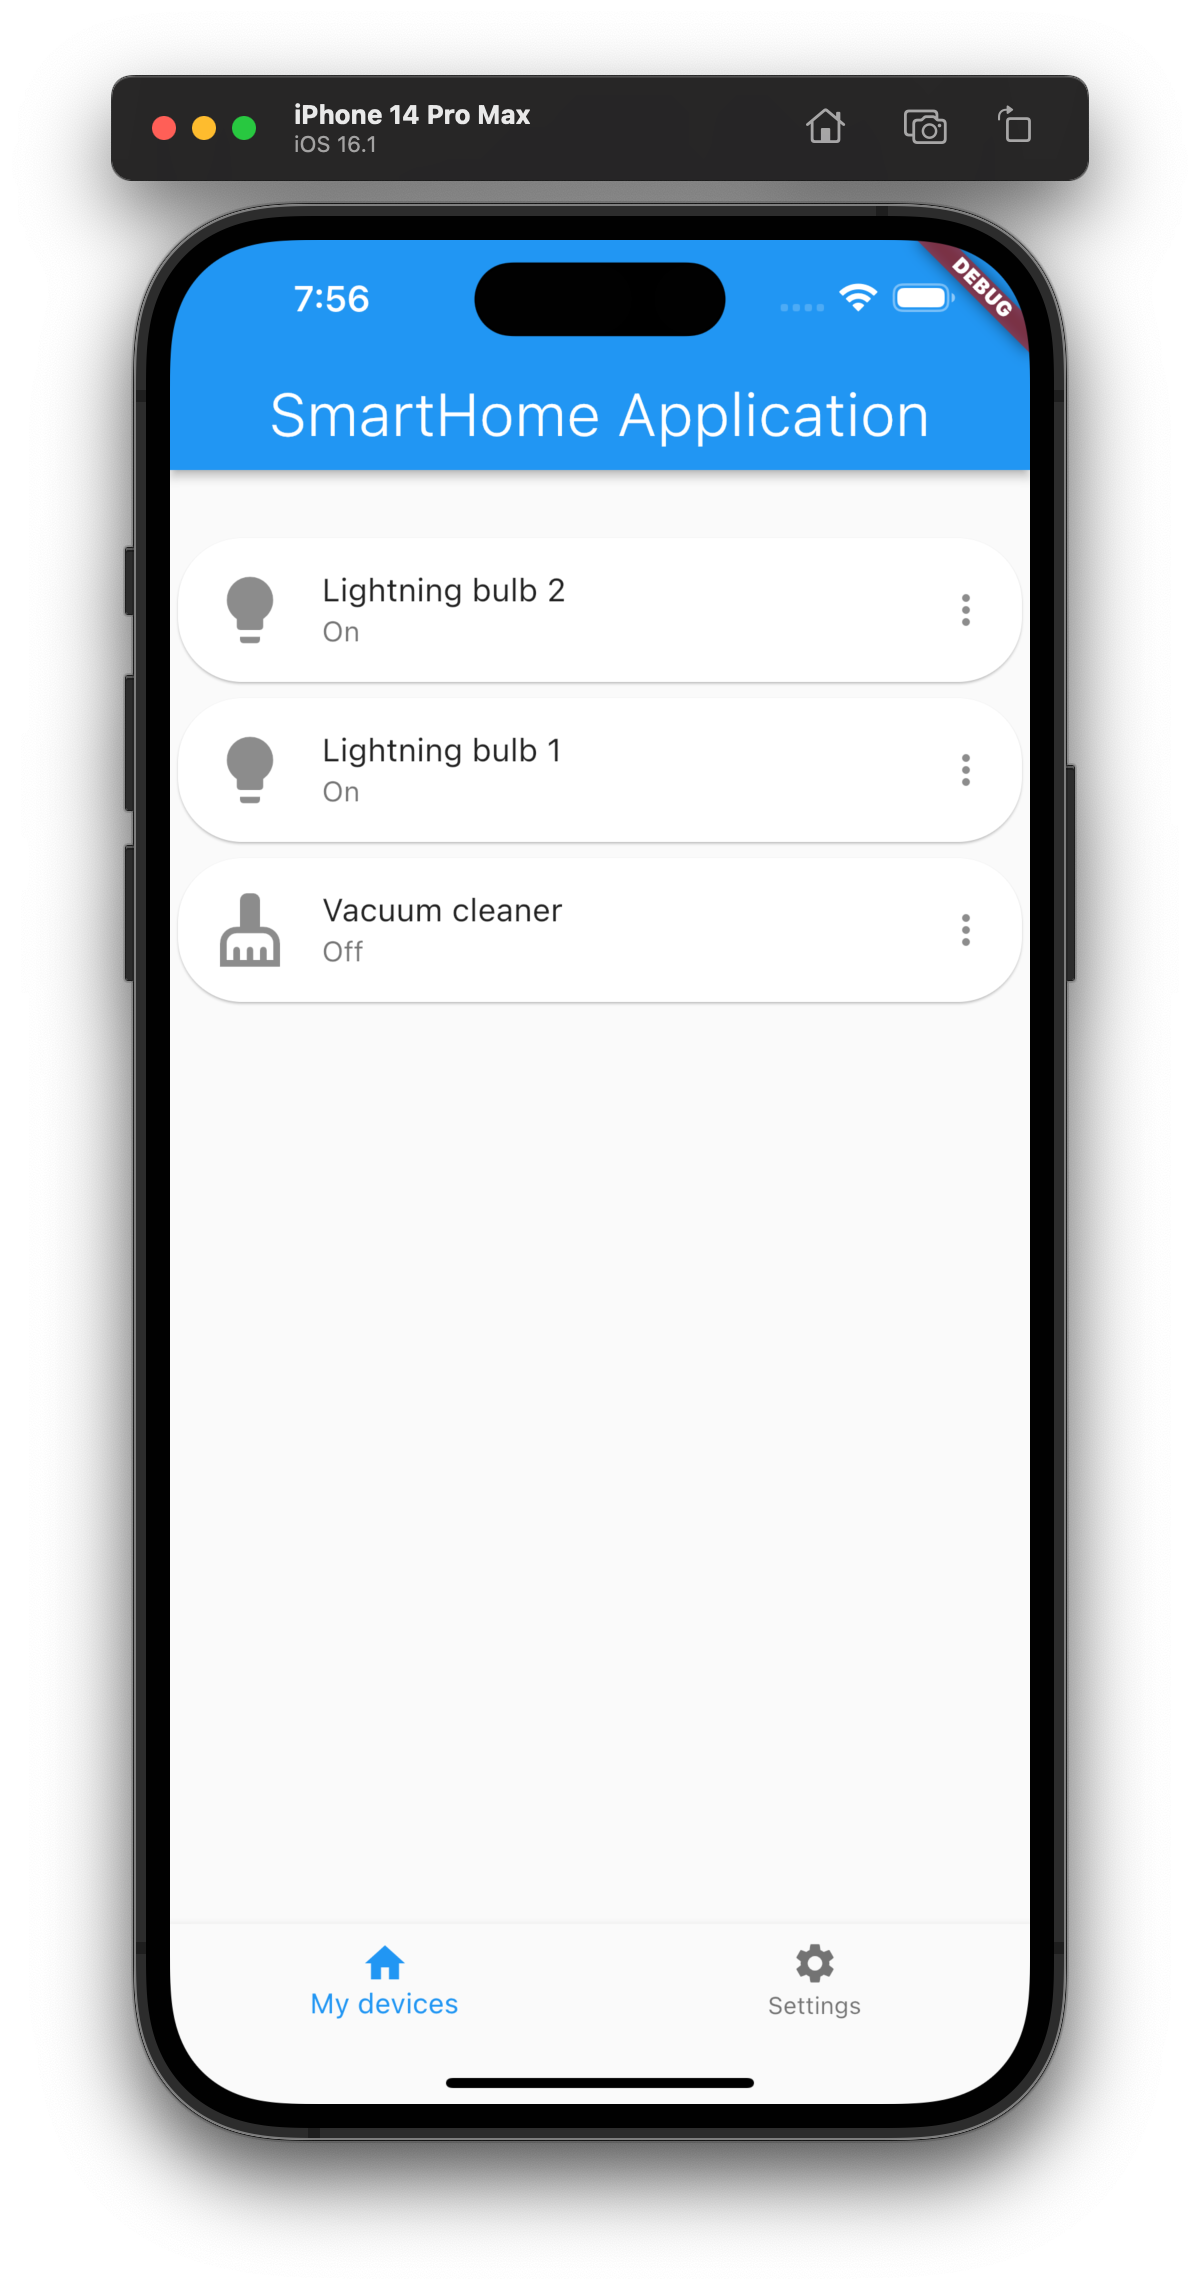 iPhone 14 Pro Max
iOS 16.1
7:56
DEBUG
SmartHome Application
Lightning bulb 2
On
Lightning bulb 1
On
Vacuum cleaner
Off
My devices
Settings